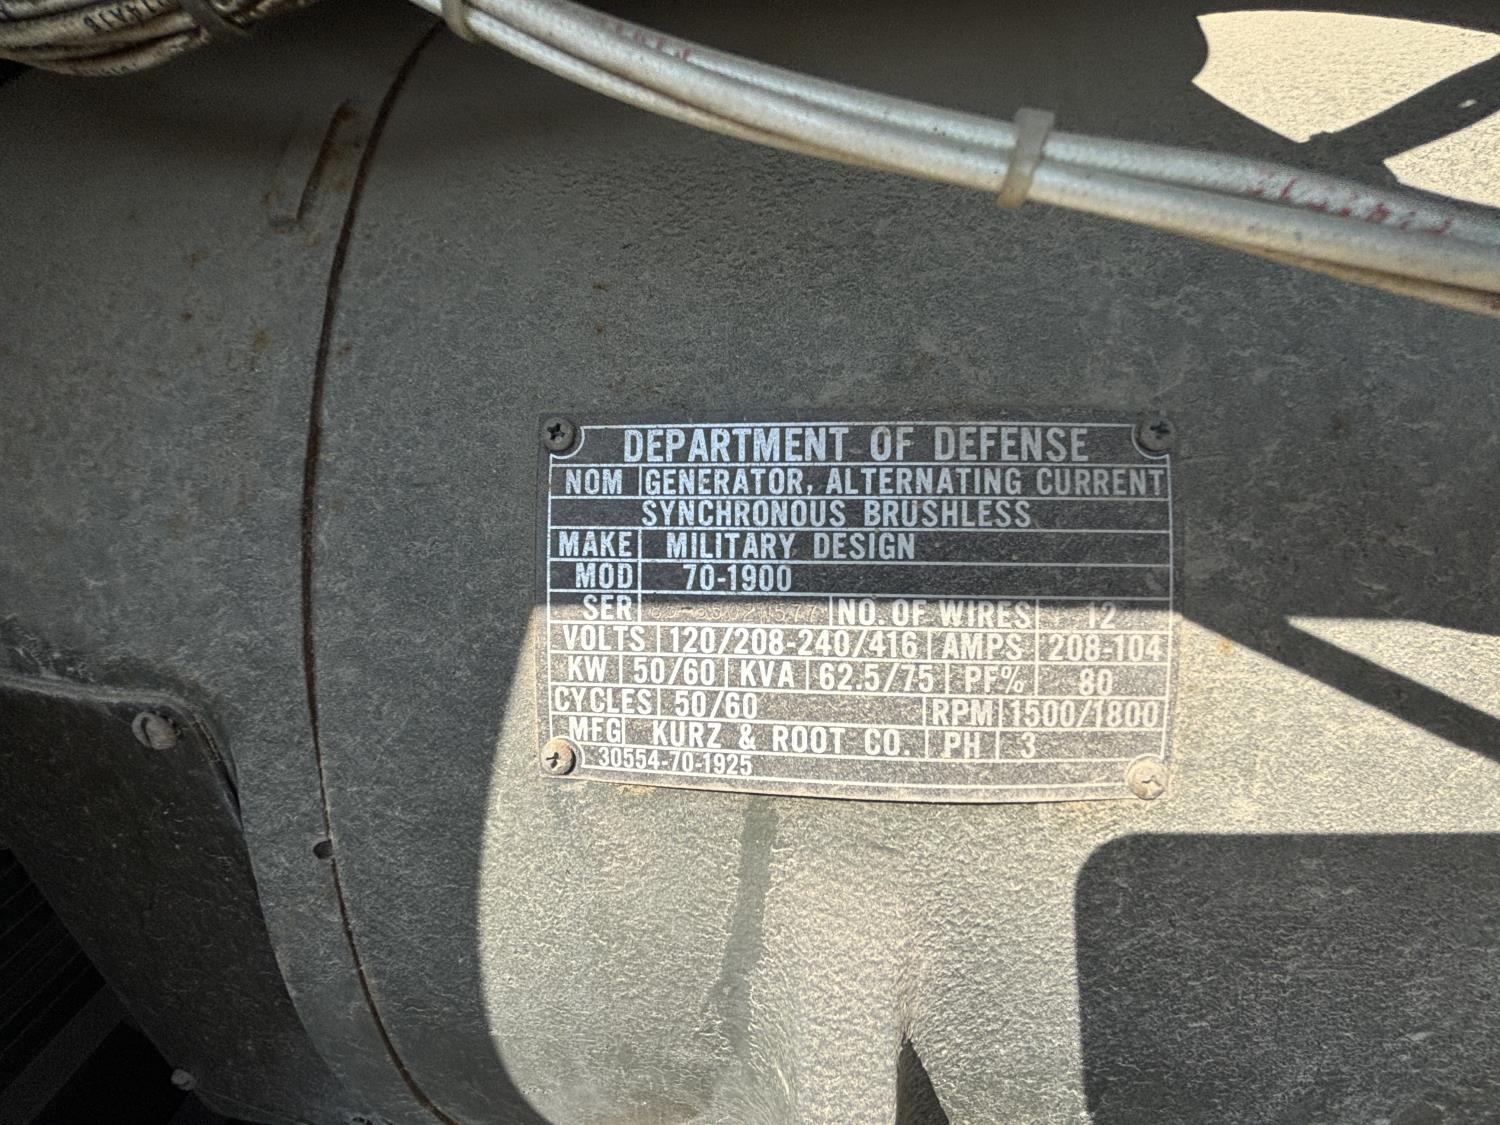 DEPARTMENT OF DEFENSE
NOM GENERATOR, ALTERNATING CURRENT
SYNCHRONOUS BRUSHLESS
MAKE MILITARY DESIGN
MOD 70-1900
SER NO. OF WIRES 12
VOLTS 120/208-240/416 AMPS 208-104
KW 50/60 KVA 62.5/75 PF% 80
CYCLES 50/60 RPM 1500/1800
MFG KURZ & ROOT CO. PH 3
30554-70-1925